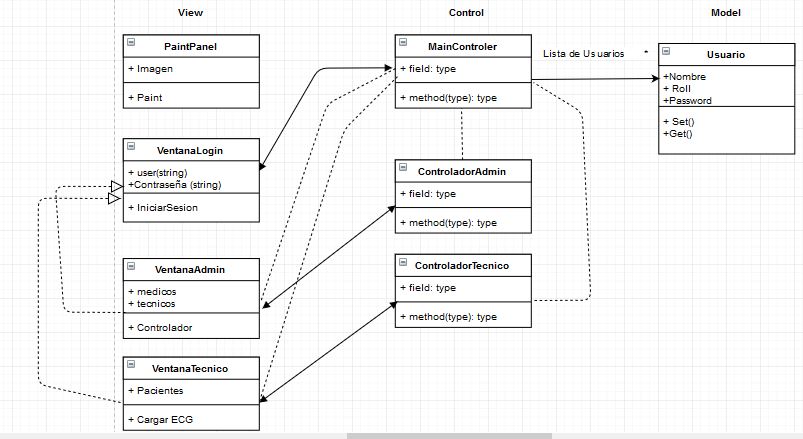 View
Control
Model
PaintPanel
+ Imagen
+ Paint
MainControler
+ field: type
+ method(type): type
Lista de Usuarios
*
Usuario
+Nombre
+ Roll
+Password
+ Set()
+Get()
VentanaLogin
+ user(string)
+Contraseña (string)
+ IniciarSesion
ControladorAdmin
+ field: type
+ method(type): type
VentanaAdmin
+ medicos
+ tecnicos
+ Controlador
ControladorTecnico
+ field: type
+ method(type): type
VentanaTecnico
+ Pacientes
+ Cargar ECG